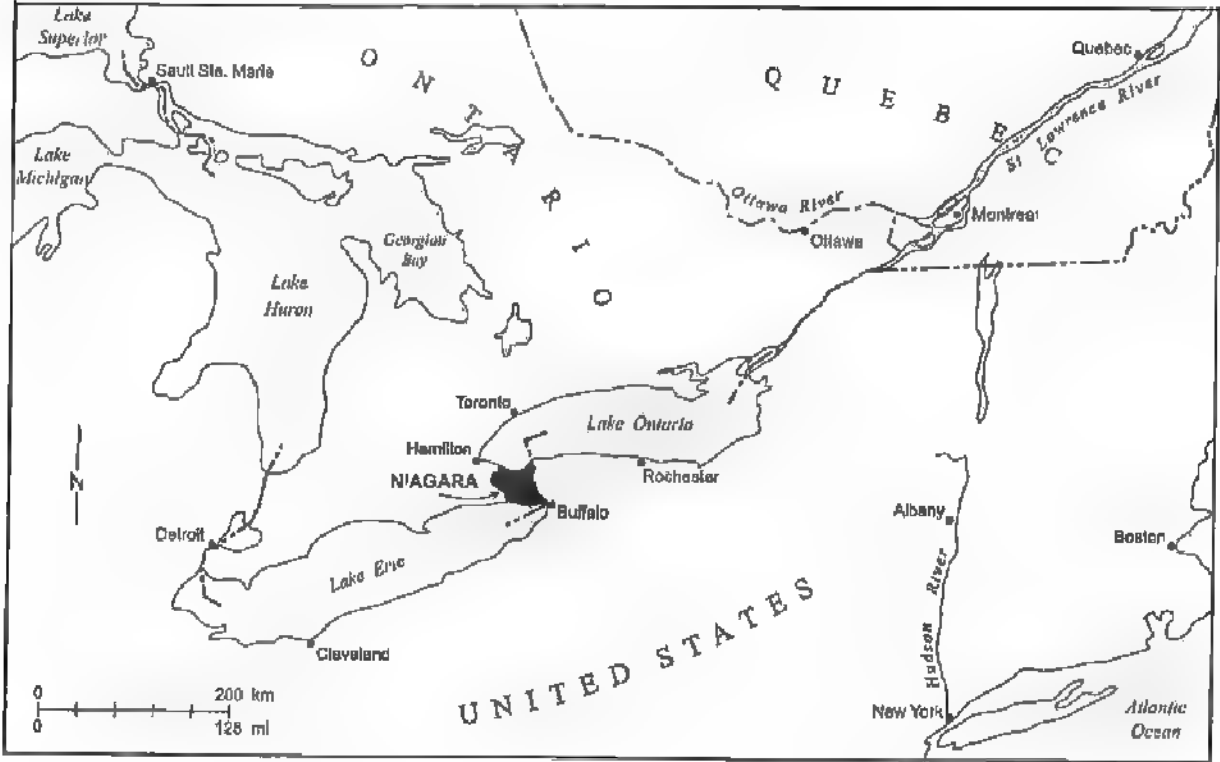 Lake
Superior
Sault Ste. Marie
ONTARIO
QUEBEC
Quebec
St Lawrence River
Lake
Michigan
Ottawa River
Montreal
Ottawa
Georgian
Bay
Lake
Huron
Toronto
Lake Ontario
Hamilton
Rochester
NIAGARA
N
Buffalo
Albany
Detroit
Boston
Lake Erie
Hudson River
UNITED STATES
Cleveland
0 200 km
0 128 mi
New York
Atlantic
Ocean